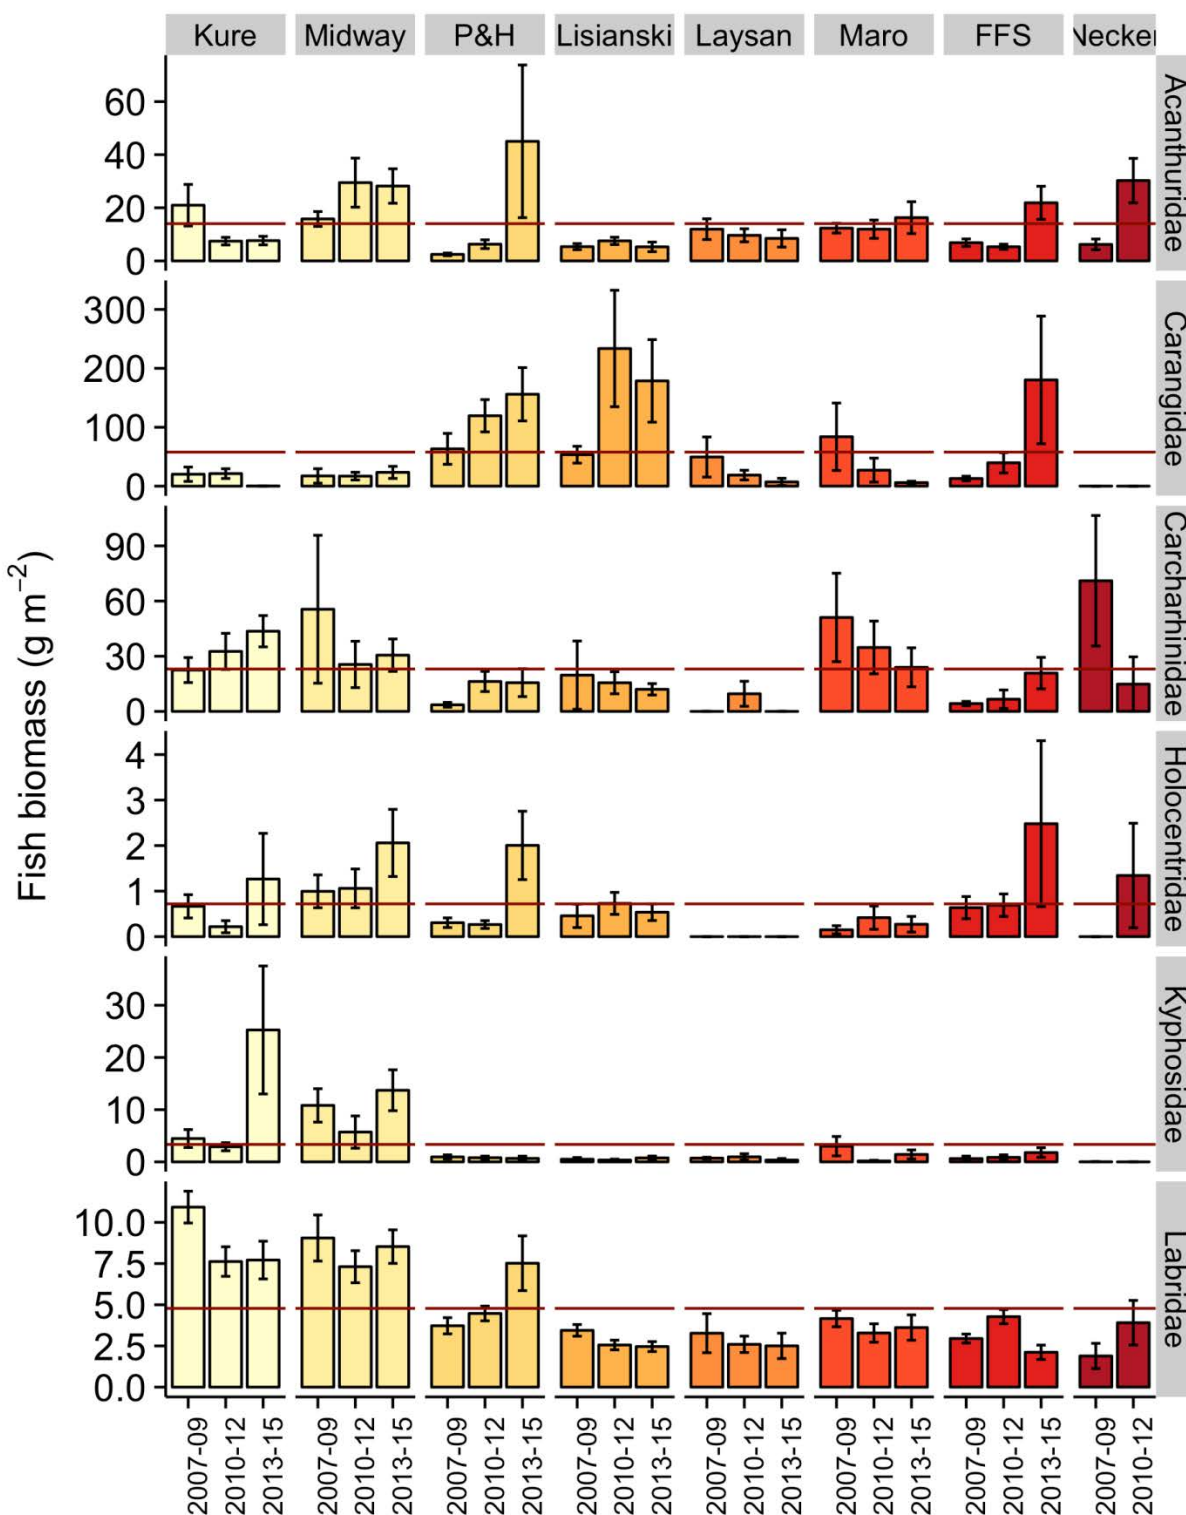 Kure Midway P&H Lisianski Laysan Maro FFS Necker
Fish biomass (g m⁻²)
60
40
20
0
Acanthuridae
300
200
100
0
Carangidae
90
60
30
0
Carcharhinidae
4
3
2
1
0
Holocentridae
30
20
10
0
Kyphosidae
10.0
7.5
5.0
2.5
0.0
Labridae
2007-09 2010-12 2013-15 2007-09 2010-12 2013-15 2007-09 2010-12 2013-15 2007-09 2010-12 2013-15 2007-09 2010-12 2013-15 2007-09 2010-12 2013-15 2007-09 2010-12 2013-15 2007-09 2010-12